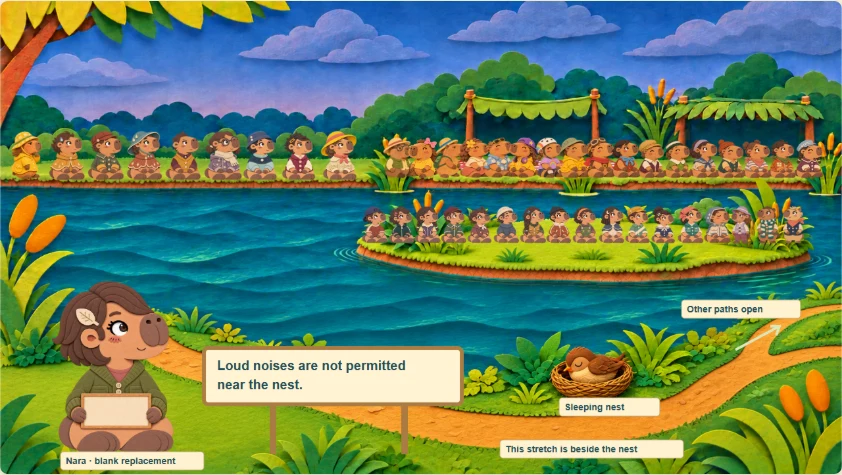 Other paths open
Loud noises are not permitted
near the nest.
Sleeping nest
This stretch is beside the nest
Nara · blank replacement